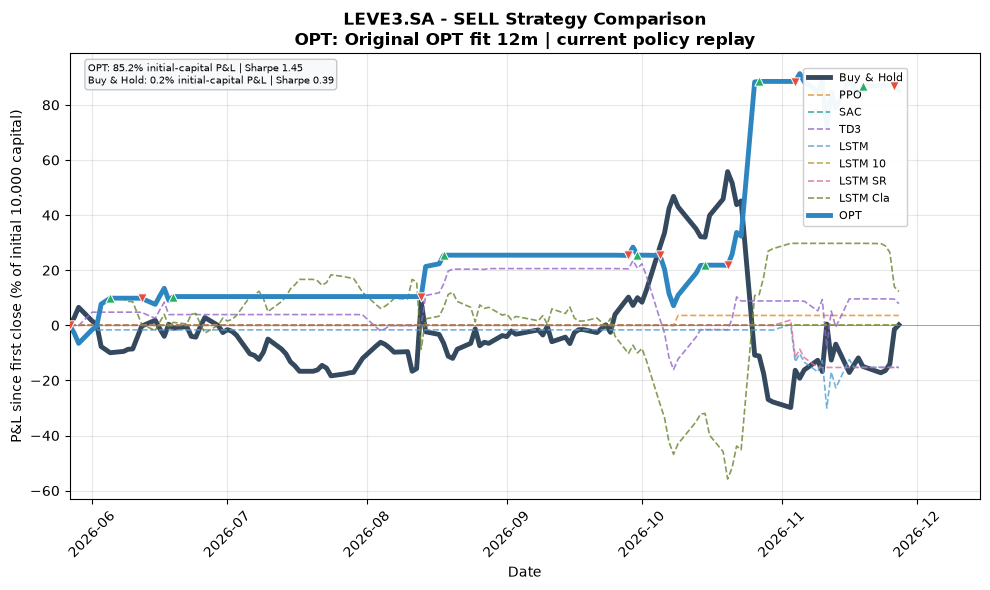 LEVE3.SA - SELL Strategy Comparison
OPT: Original OPT fit 12m | current policy replay
OPT: 85.2% initial-capital P&L | Sharpe 1.45
Buy & Hold: 0.2% initial-capital P&L | Sharpe 0.39
Buy & Hold
PPO
SAC
TD3
LSTM
LSTM 10
LSTM SR
LSTM Cla
OPT
P&L since first close (% of initial 10,000 capital)
80
60
40
20
0
−20
−40
−60
2026-06
2026-07
2026-08
2026-09
2026-10
2026-11
2026-12
Date